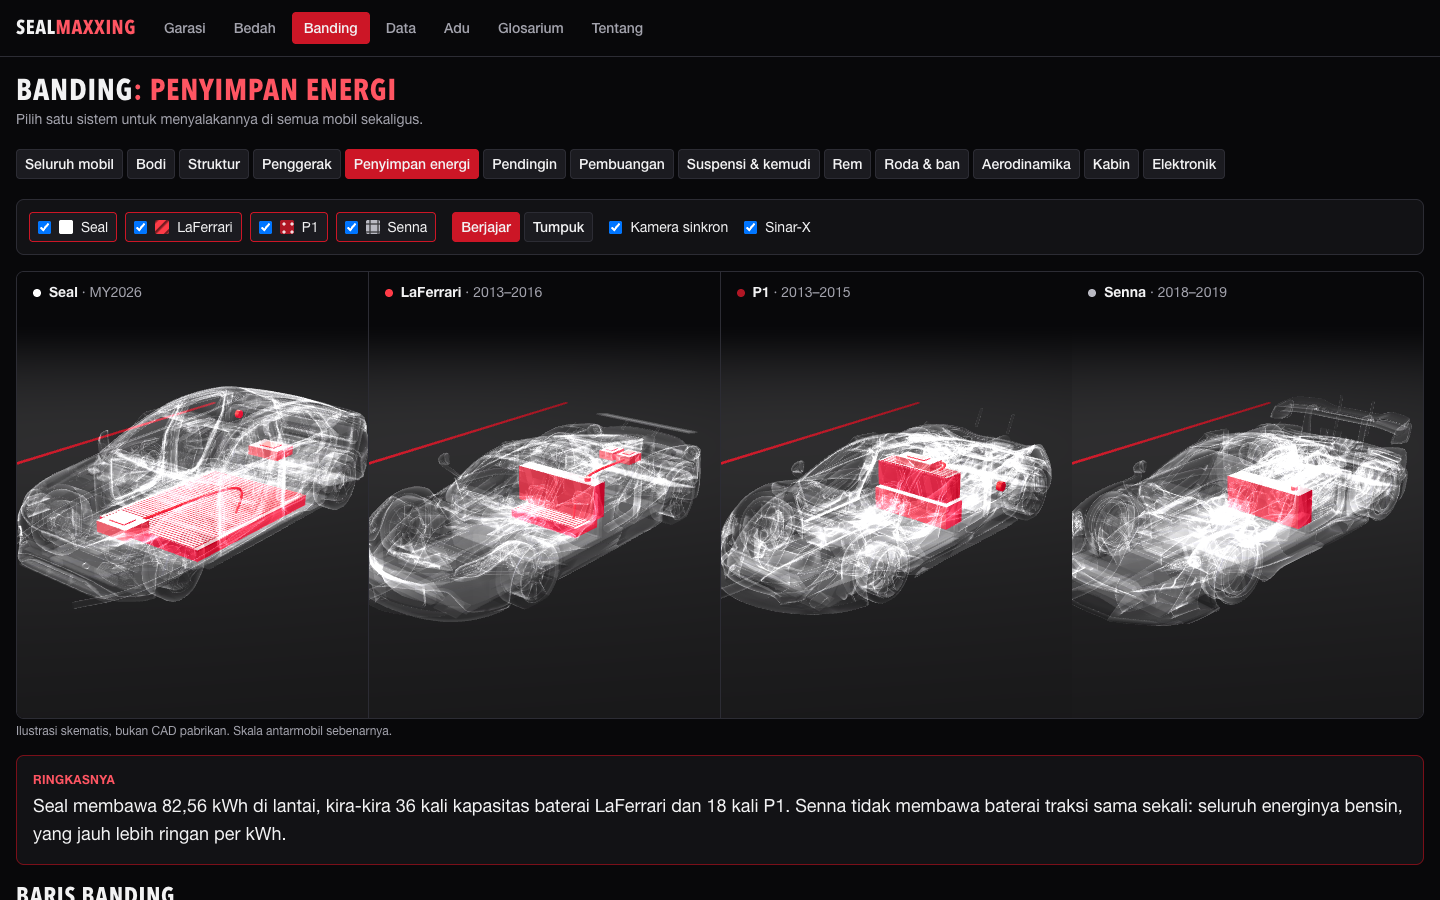 SEALMAXXING Garasi Bedah Banding Data Adu Glosarium Tentang
BANDING: PENYIMPAN ENERGI
Pilih satu sistem untuk menyalakannya di semua mobil sekaligus.
Seluruh mobil Bodi Struktur Penggerak Penyimpan energi Pendingin Pembuangan Suspensi & kemudi Rem Roda & ban Aerodinamika Kabin Elektronik
Seal LaFerrari P1 Senna Berjajar Tumpuk Kamera sinkron Sinar-X
Seal · MY2026 LaFerrari · 2013–2016 P1 · 2013–2015 Senna · 2018–2019
Ilustrasi skematis, bukan CAD pabrikan. Skala antarmobil sebenarnya.
RINGKASNYA
Seal membawa 82,56 kWh di lantai, kira-kira 36 kali kapasitas baterai LaFerrari dan 18 kali P1. Senna tidak membawa baterai traksi sama sekali: seluruh energinya bensin,
yang jauh lebih ringan per kWh.
BARIS BANDING